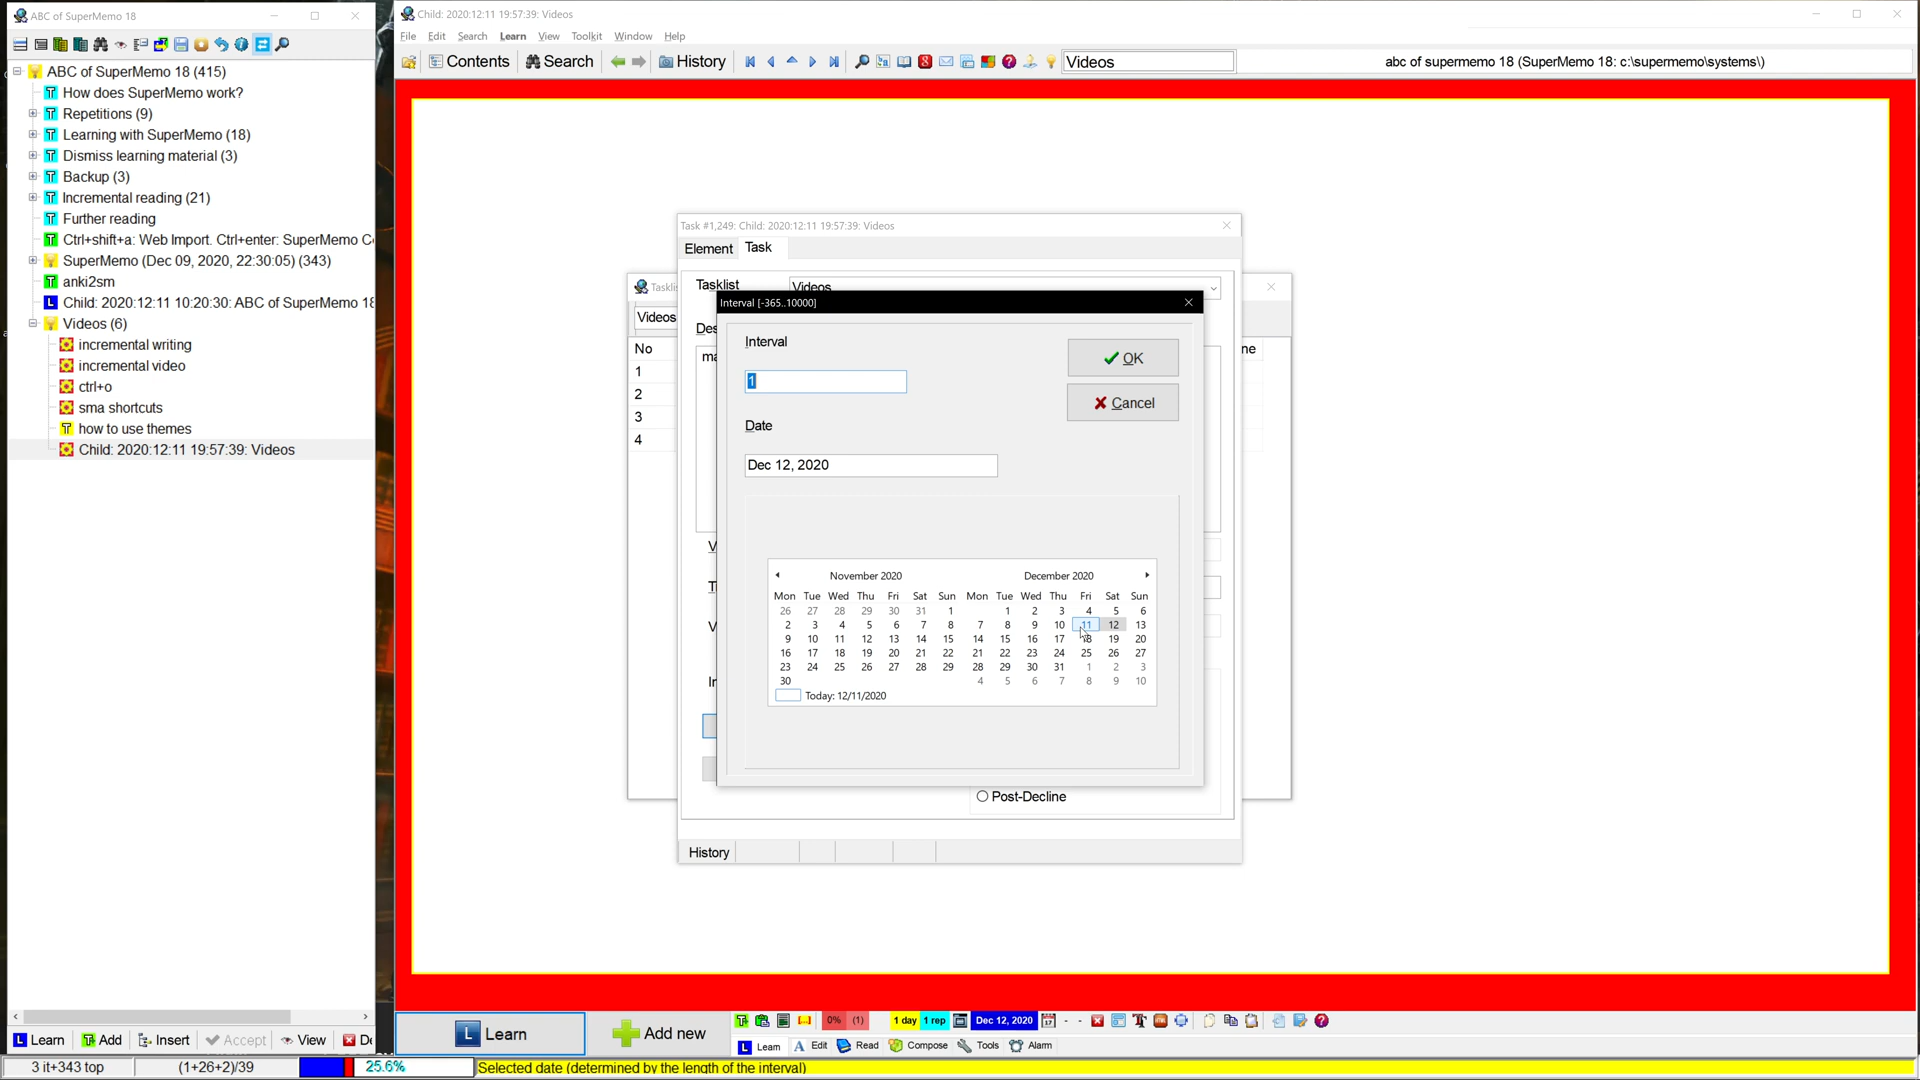 ABC of SuperMemo 18
ABC of SuperMemo 18 (415)
How does SuperMemo work?
Repetitions (9)
Learning with SuperMemo (18)
Dismiss learning material (3)
Backup (3)
Incremental reading (21)
Further reading
Ctrl+shift+a: Web Import. Ctrl+enter: SuperMemo C
SuperMemo (Dec 09, 2020, 22:30:05) (343)
anki2sm
Child: 2020:12:11 10:20:30: ABC of SuperMemo 18
Videos (6)
incremental writing
incremental video
ctrl+o
sma shortcuts
how to use themes
Child: 2020:12:11 19:57:39: Videos
Learn Add Insert Accept View De
3 it+343 top (1+26+2)/39 25.6%
Child: 2020:12:11 19:57:39: Videos
File Edit Search Learn View Toolkit Window Help
Contents Search History Videos abc of supermemo 18 (SuperMemo 18: c:\supermemo\systems\)
Task #1,249: Child: 2020:12:11 19:57:39: Videos
Element Task
Tasklist Videos
Taskli
Videos
No
1
2
3
4
Des
ma
ne
Interval [-365..10000]
Interval
1
OK
Cancel
Date
Dec 12, 2020
November 2020 December 2020
Mon Tue Wed Thu Fri Sat Sun Mon Tue Wed Thu Fri Sat Sun
26 27 28 29 30 31 1 1 2 3 4 5 6
2 3 4 5 6 7 8 7 8 9 10 11 12 13
9 10 11 12 13 14 15 14 15 16 17 18 19 20
16 17 18 19 20 21 22 21 22 23 24 25 26 27
23 24 25 26 27 28 29 28 29 30 31 1 2 3
30 4 5 6 7 8 9 10
Today: 12/11/2020
Post-Decline
History
Learn Add new
0% (1) 1 day 1 rep Dec 12, 2020 - -
Learn Edit Read Compose Tools Alarm
Selected date (determined by the length of the interval)